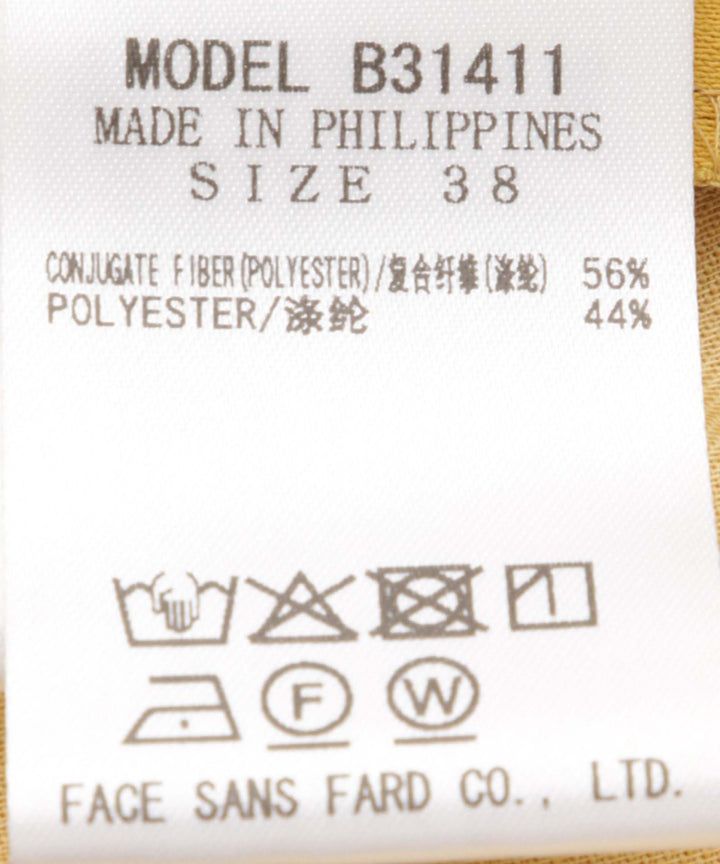 MODEL B31411
MADE IN PHILIPPINES
SIZE 38
CONJUGATE FIBER(POLYESTER)/复合纤维(涤纶) 56%
POLYESTER/涤纶 44%
F W
FACE SANS FARD CO., LTD.